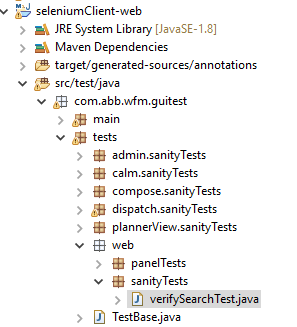 seleniumClient-web
JRE System Library [JavaSE-1.8]
Maven Dependencies
target/generated-sources/annotations
src/test/java
com.abb.wfm.guitest
main
tests
admin.sanityTests
calm.sanityTests
compose.sanityTests
dispatch.sanityTests
plannerView.sanityTests
web
panelTests
sanityTests
verifySearchTest.java
TestBase.java